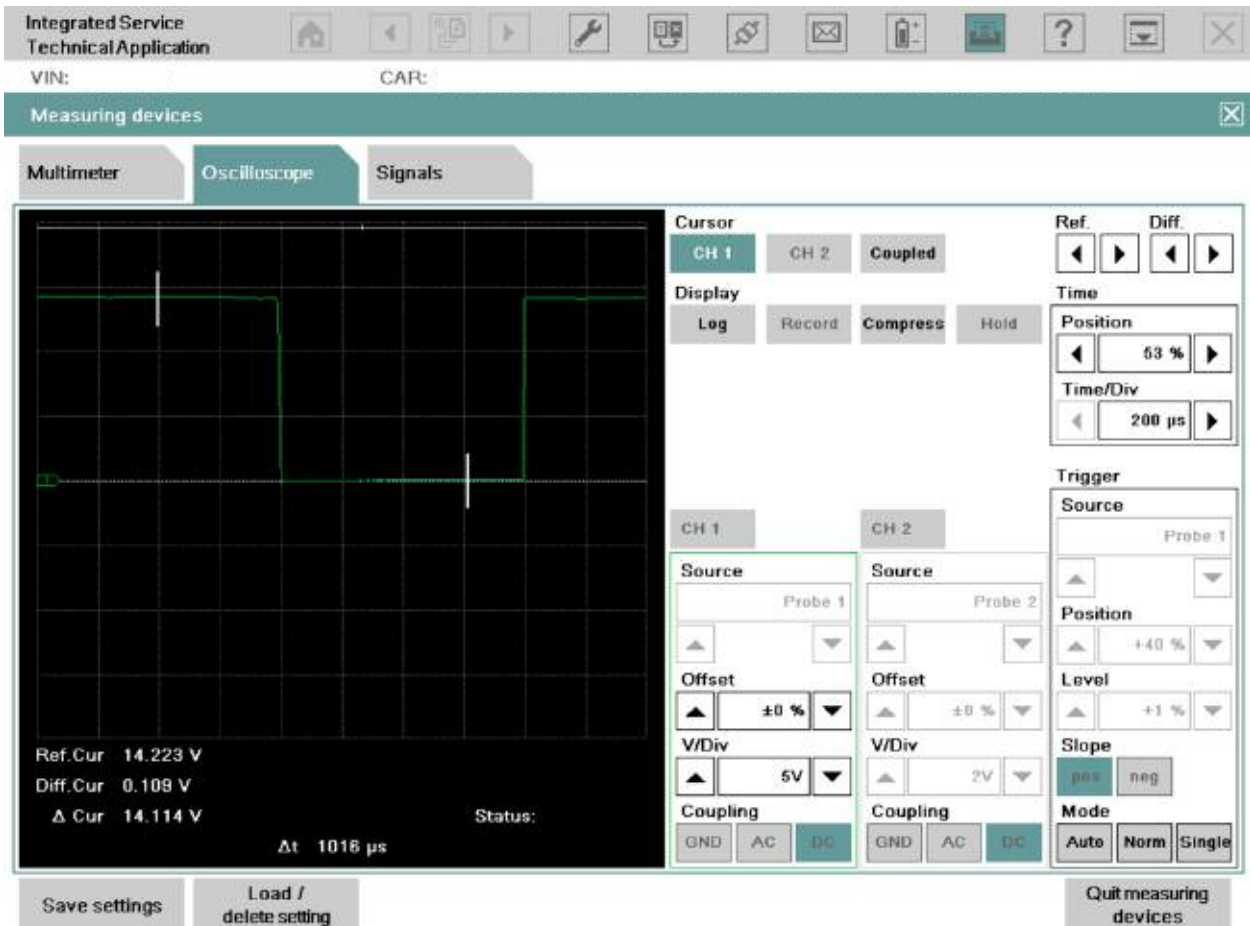 Integrated Service
Technical Application
?
VIN:
CAR:
Measuring devices
Multimeter
Oscilloscope
Signals
1
Ref.Cur 14.223 V
Diff.Cur 0.109 V
Δ Cur 14.114 V
Status:
Δt 1016 µs
Cursor
CH 1
CH 2
Coupled
Display
Log
Record
Compress
Hold
CH 1
Source
Probe 1
Offset
±0 %
V/Div
5V
Coupling
GND
AC
DC
CH 2
Source
Probe 2
Offset
±0 %
V/Div
2V
Coupling
GND
AC
DC
Ref.
Diff.
Time
Position
53 %
Time/Div
200 µs
Trigger
Source
Probe 1
Position
+40 %
Level
+1 %
Slope
pos
neg
Mode
Auto
Norm
Single
Save settings
Load /
delete setting
Quit measuring
devices